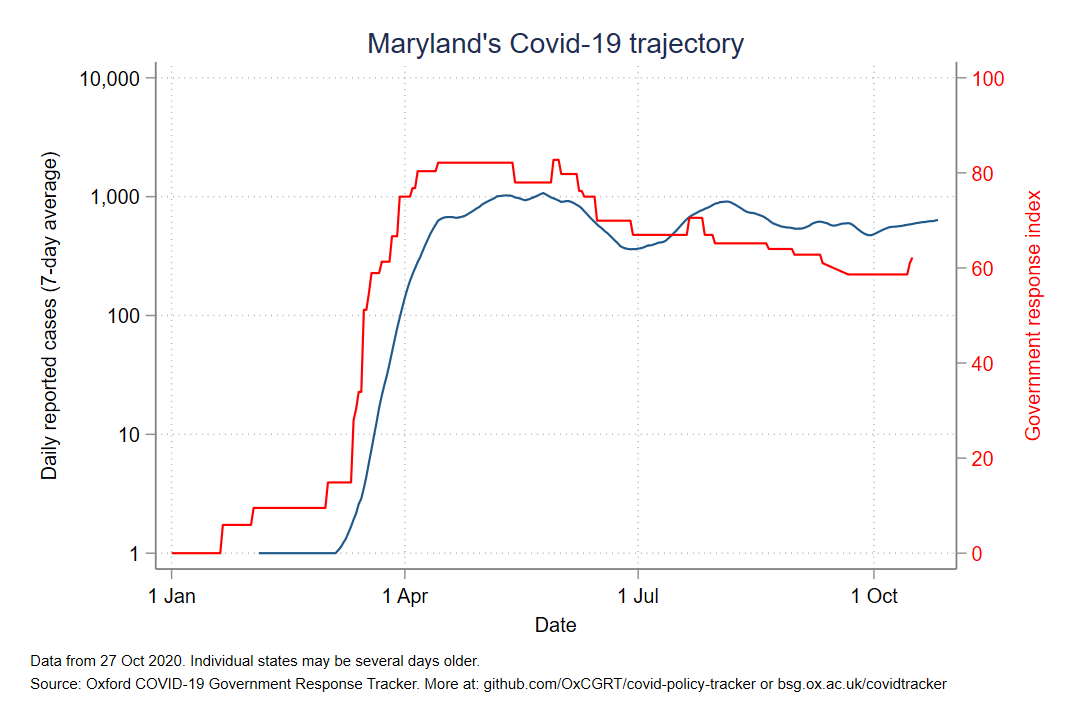 Maryland's Covid-19 trajectory
Daily reported cases (7-day average)
10,000
1,000
100
10
1
100
80
60
40
20
0
Government response index
1 Jan
1 Apr
1 Jul
1 Oct
Date
Data from 27 Oct 2020. Individual states may be several days older.
Source: Oxford COVID-19 Government Response Tracker. More at: github.com/OxCGRT/covid-policy-tracker or bsg.ox.ac.uk/covidtracker